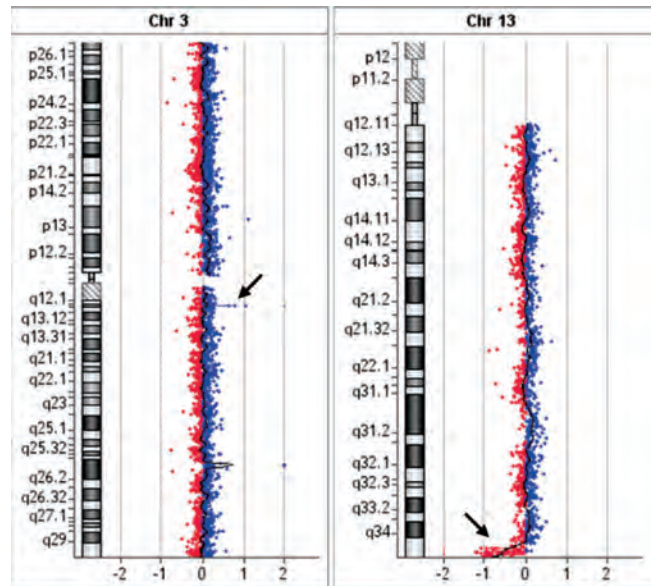 Chr 3
p26.1
p25.1
p24.2
p22.3
p22.1
p21.2
p14.2
p13
p12.2
q12.1
q13.12
q13.31
q21.1
q22.1
q23
q25.1
q25.32
q26.2
q26.32
q27.1
q29
-2 -1 0 1 2
Chr 13
p12
p11.2
q12.11
q12.13
q13.1
q14.11
q14.12
q14.3
q21.2
q21.32
q22.1
q31.1
q31.2
q32.1
q32.3
q33.2
q34
-2 -1 0 1 2